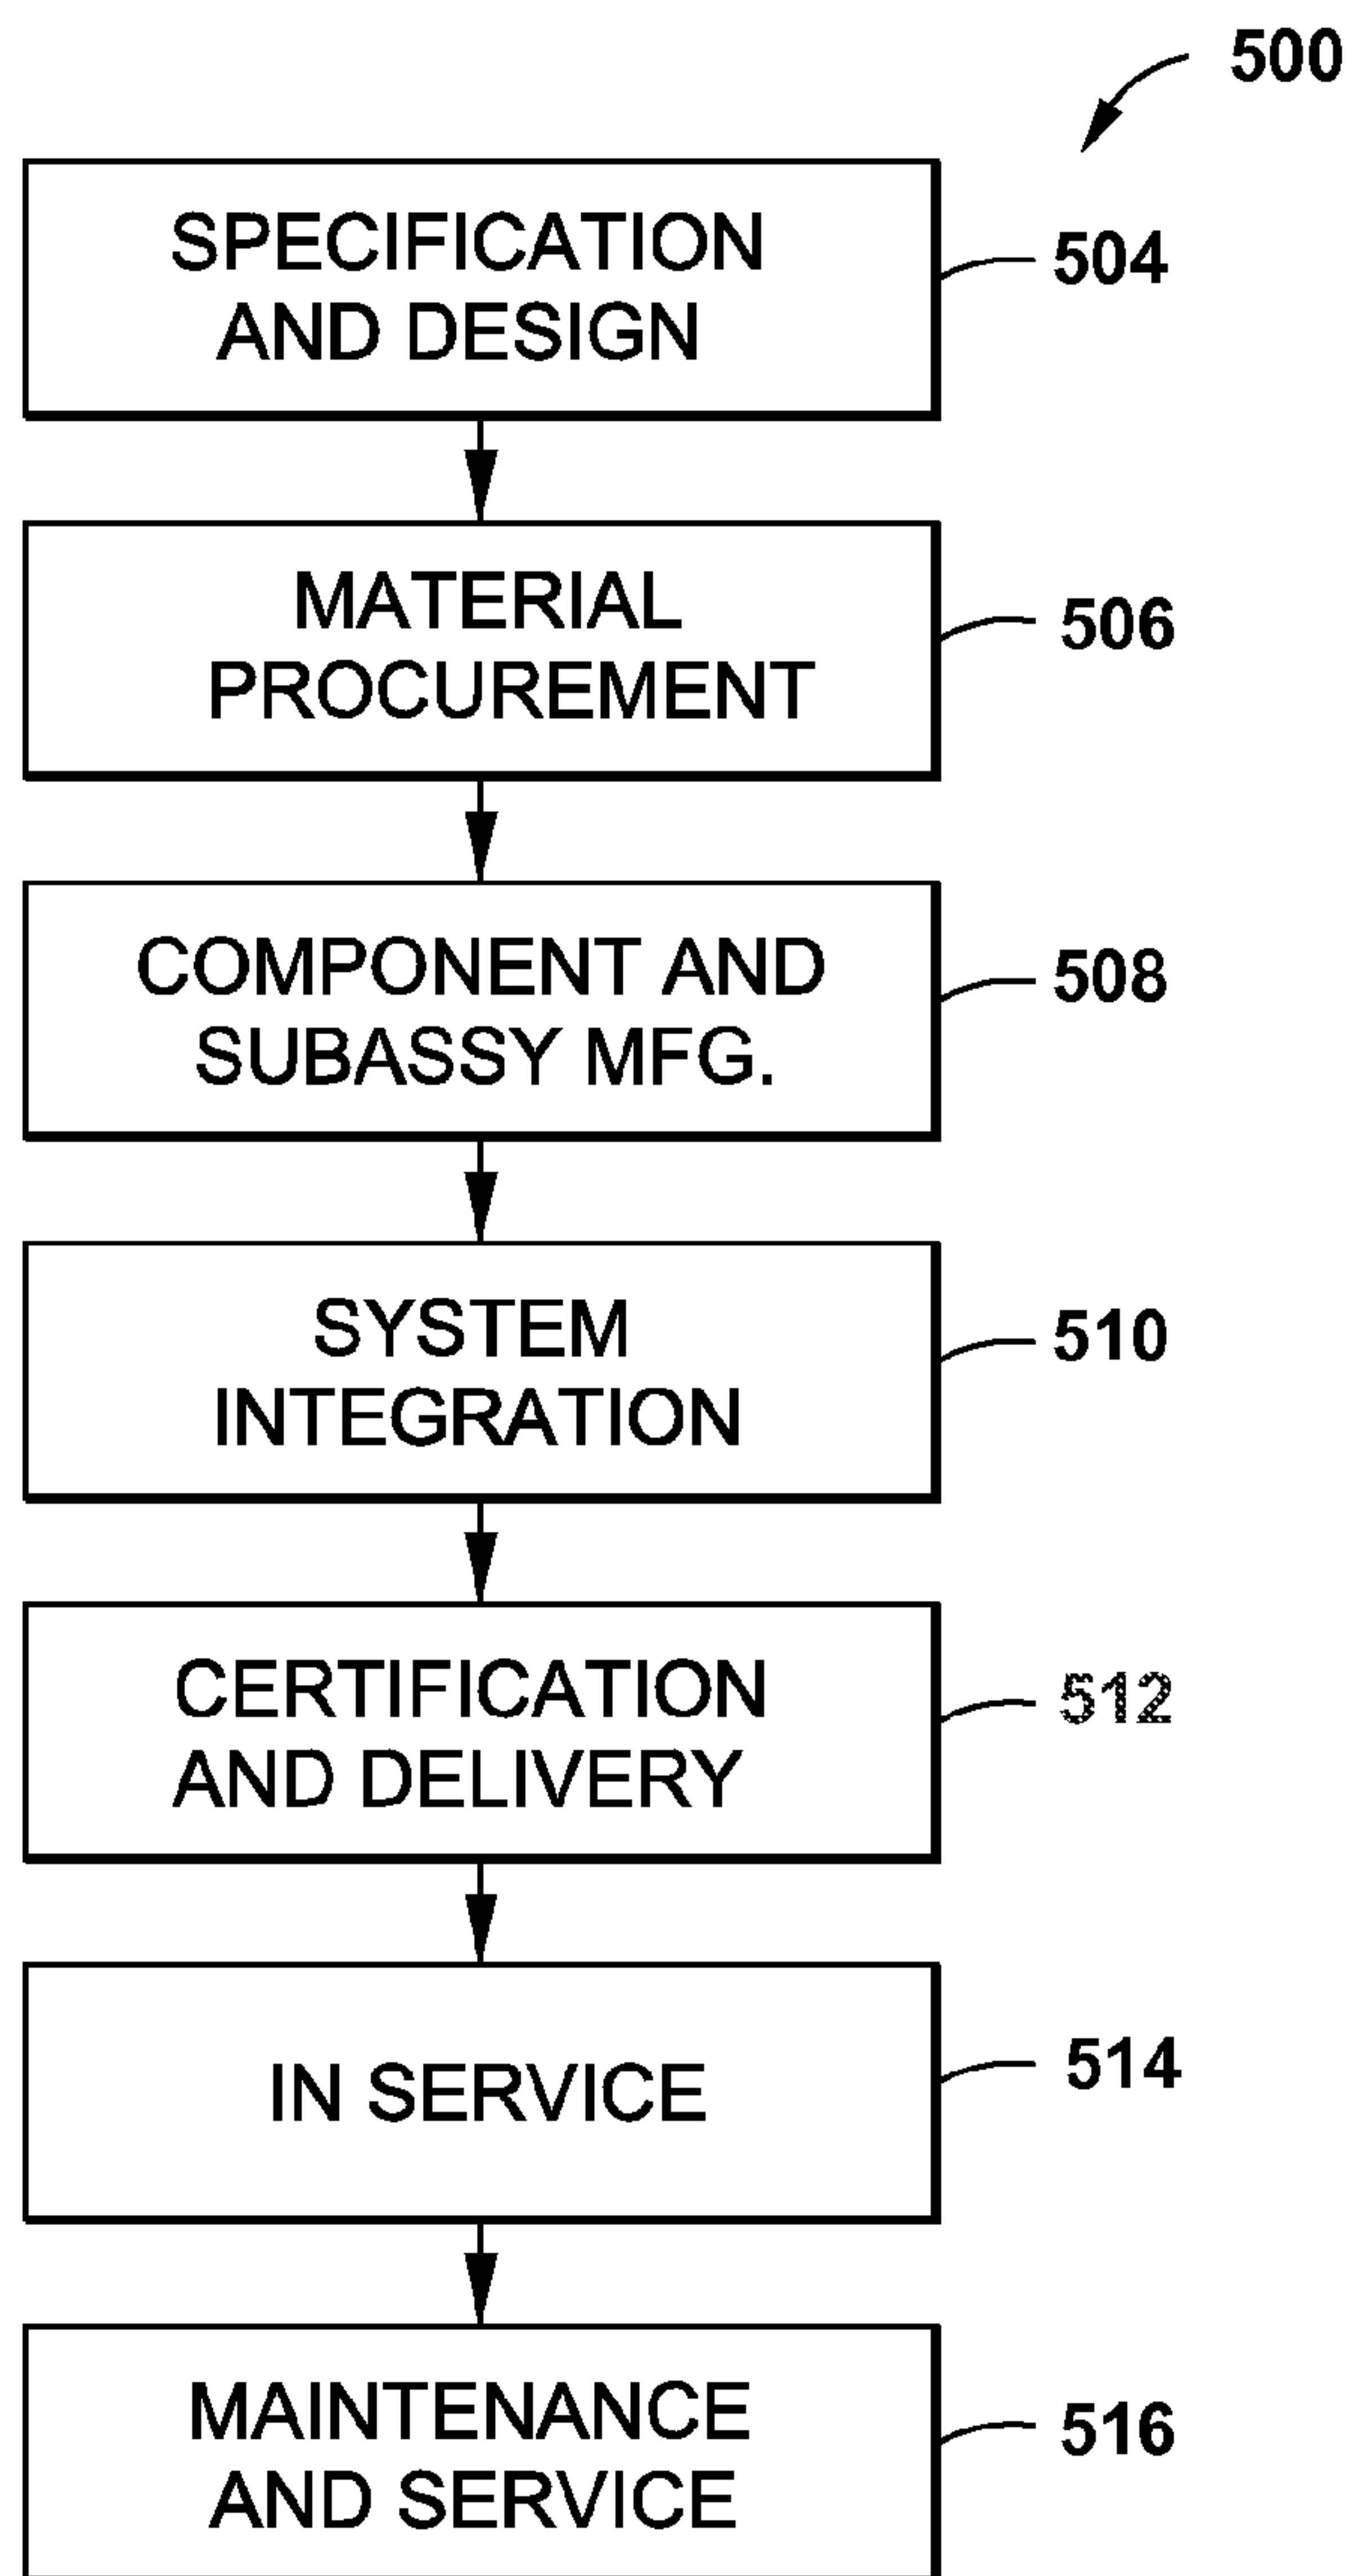 500
SPECIFICATION
AND DESIGN
504
MATERIAL
PROCUREMENT
506
COMPONENT AND
SUBASSY MFG.
508
SYSTEM
INTEGRATION
510
CERTIFICATION
AND DELIVERY
512
IN SERVICE
514
MAINTENANCE
AND SERVICE
516